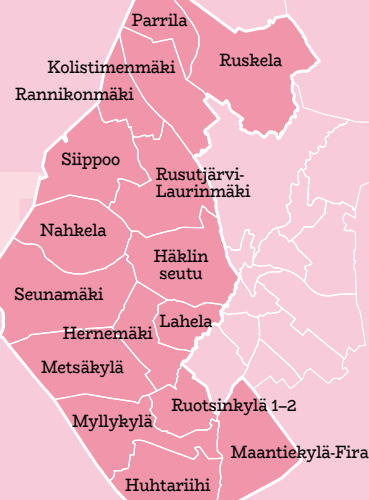 Parrila
Ruskela
Kolistimenmäki
Rannikonmäki
Siippoo
Rusutjärvi-
Laurinmäki
Nahkela
Häklin
seutu
Seunamäki
Lahela
Hernemäki
Metsäkylä
Ruotsinkylä 1–2
Myllykylä
Maantiekylä-Fira
Huhtariihi